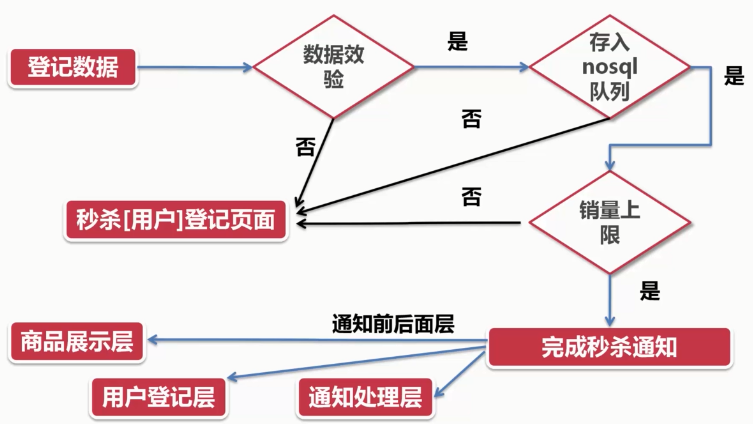 登记数据
数据效
验
是
存入
nosql
队列
是
否
否
秒杀[用户]登记页面
否
销量上
限
是
通知前后面层
商品展示层
完成秒杀通知
用户登记层
通知处理层